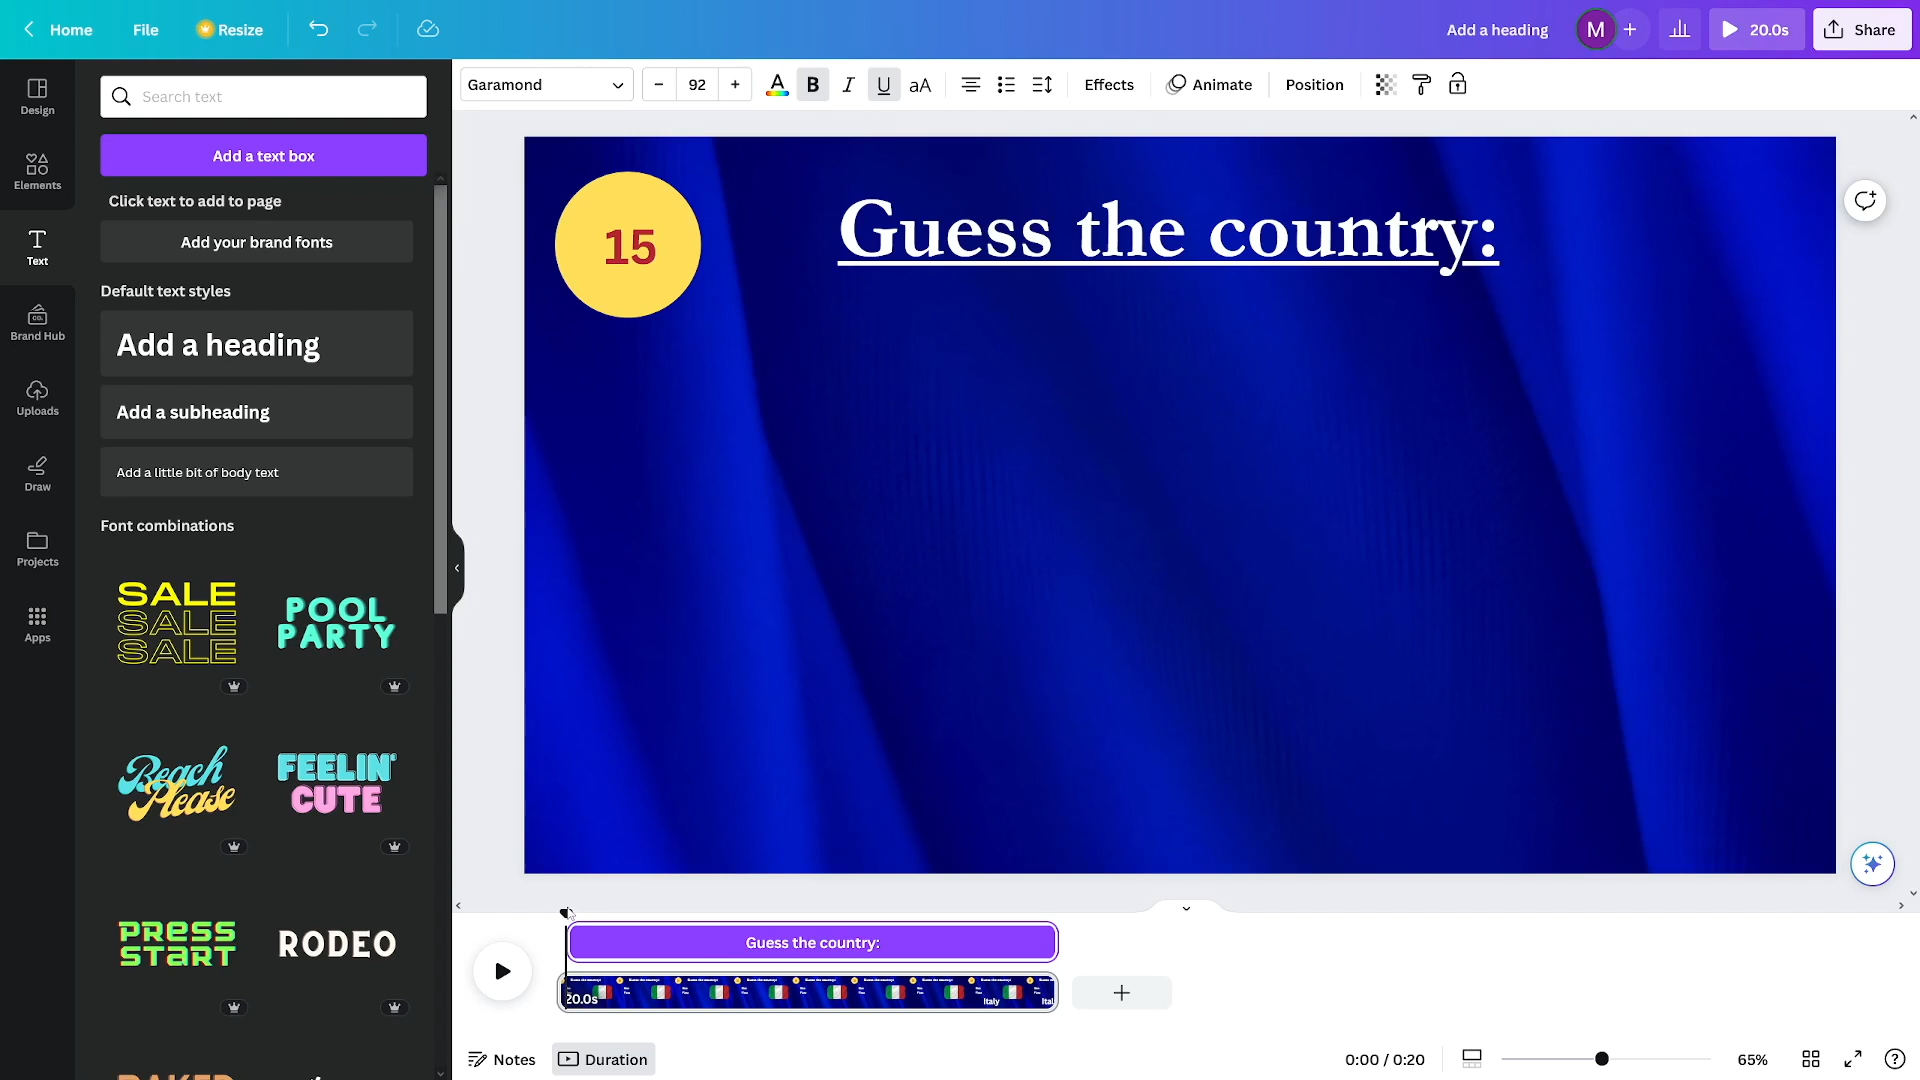 Home
File
Resize
Add a heading
M
20.0s
Share
Design
Elements
Text
Brand Hub
Uploads
Draw
Projects
Apps
Search text
Add a text box
Click text to add to page
Add your brand fonts
Default text styles
Add a heading
Add a subheading
Add a little bit of body text
Font combinations
SALE
SALE
SALE
POOL
PARTY
Beach
Please
FEELIN'
CUTE
PRESS
START
RODEO
Garamond
92
A
B
I
U
aA
Effects
Animate
Position
15
Guess the country:
Guess the country:
20.0s
Italy
Notes
Duration
0:00 / 0:20
65%